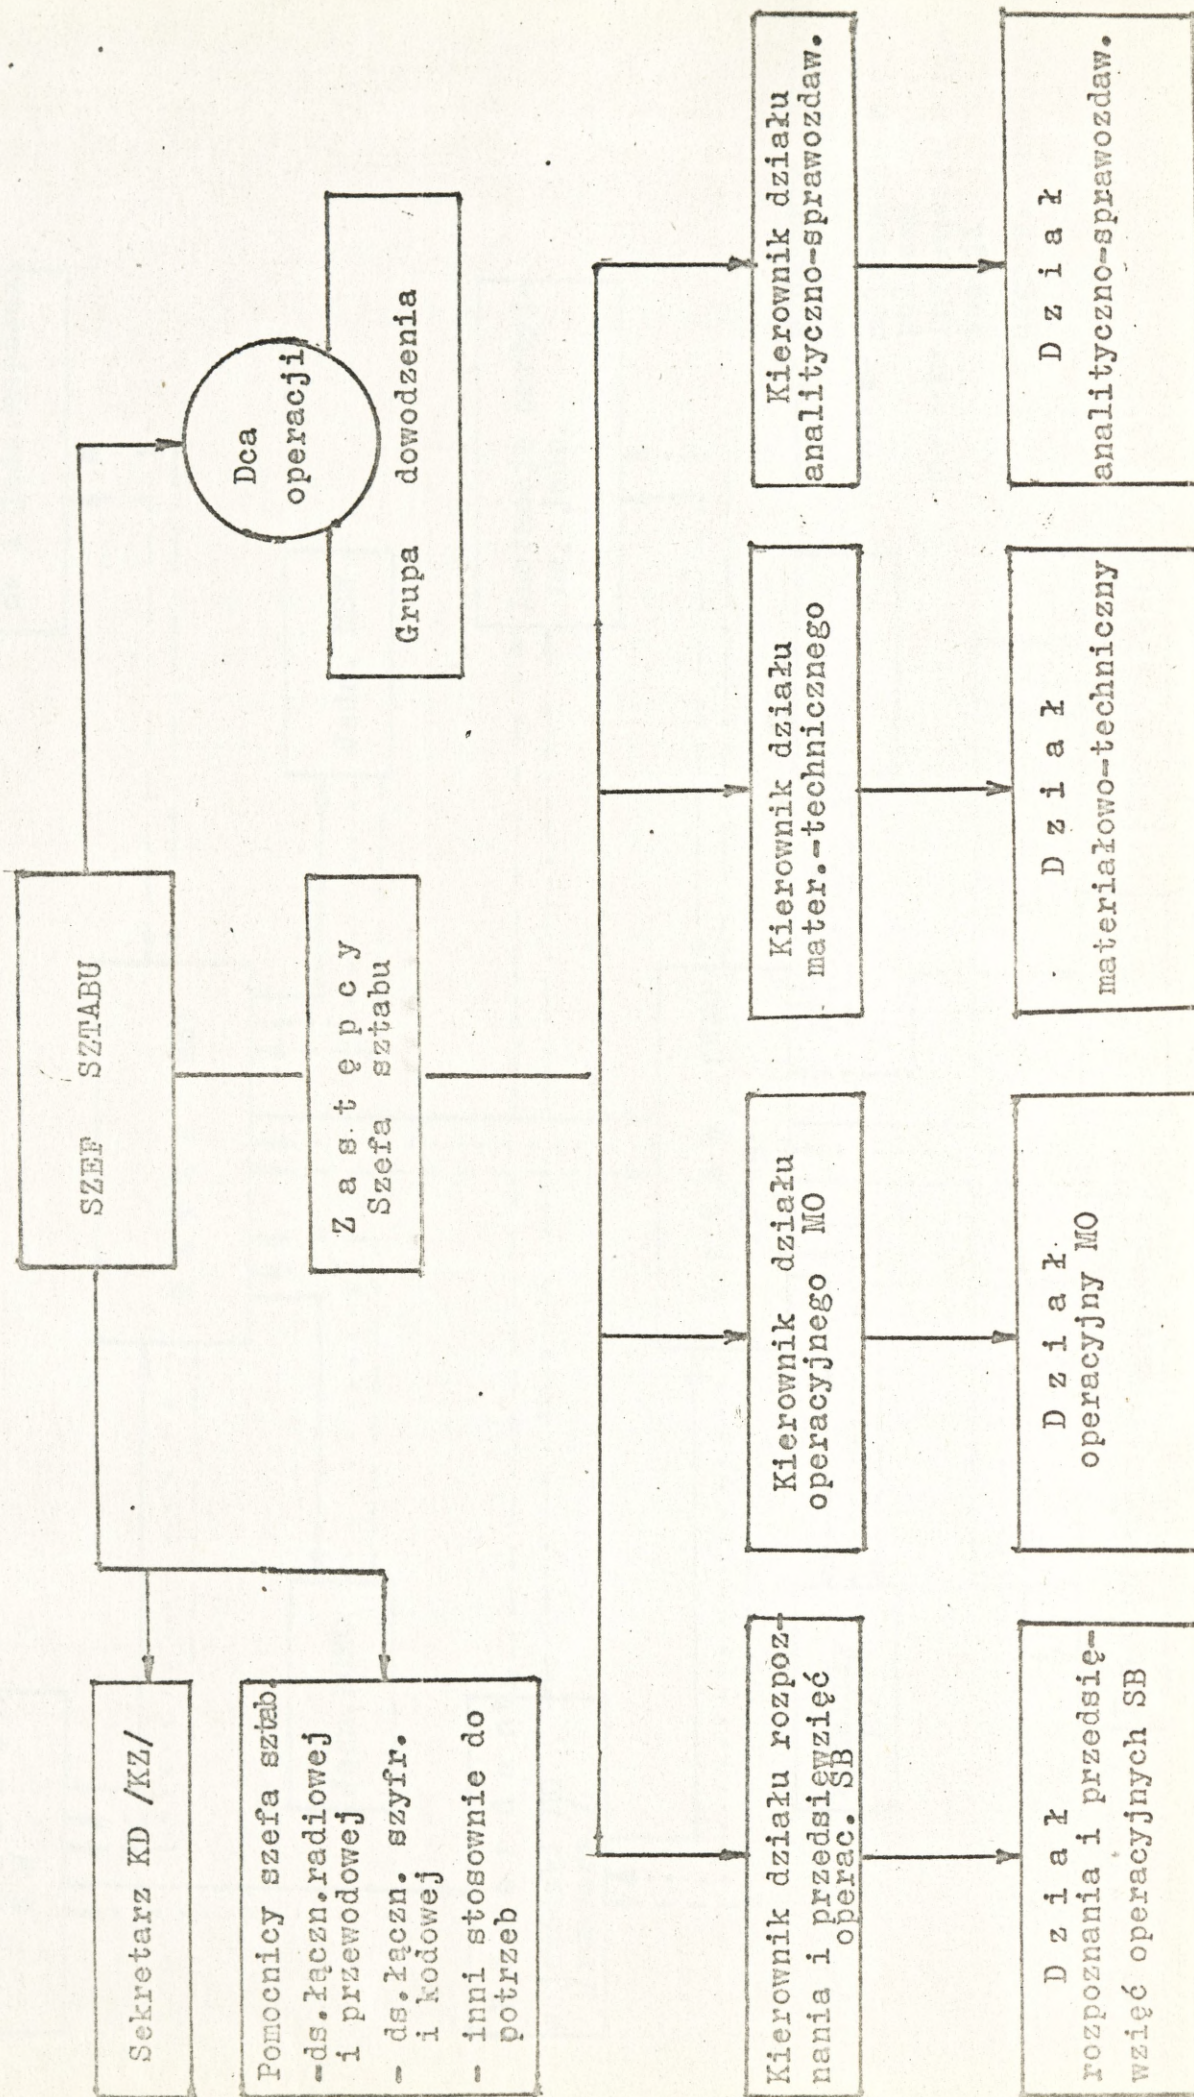 SZEF SZTABU
Z a s t ę p c y
Szefa sztabu
Sekretarz KD /KZ/
Pomocnicy szefa sztab.
-ds.łączn.radiowej
i przewodowej
- ds.łączn. szyfr.
i kodowej
- inni stosownie do
potrzeb
Dca
operacji
Grupa dowodzenia
Kierownik działu rozpoz-
nania i przedsięwzięć
operac. SB
Kierownik działu
operacyjnego MO
Kierownik działu
mater.-technicznego
Kierownik działu
analityczno-sprawozdaw.
D z i a ł
rozpoznania i przedsię-
wzięć operacyjnych SB
D z i a ł
operacyjny MO
D z i a ł
materiałowo-techniczny
D z i a ł
analityczno-sprawozdaw.